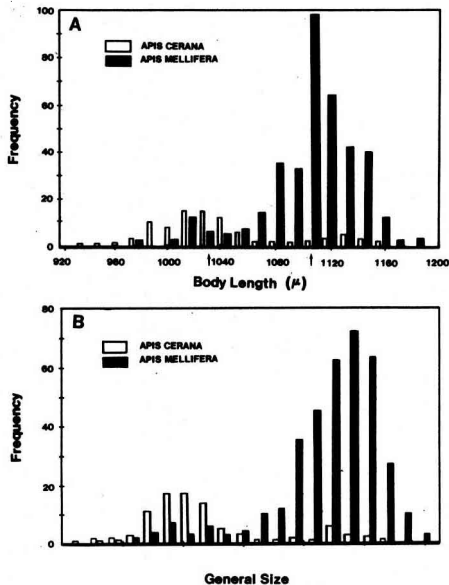 A
100
APIS CERANA
APIS MELLIFERA
80
60
40
20
0
Frequency
920 960 1000 1040 1080 1120 1160 1200
Body Length (μ)
B
80
APIS CERANA
APIS MELLIFERA
60
40
20
0
Frequency
General Size